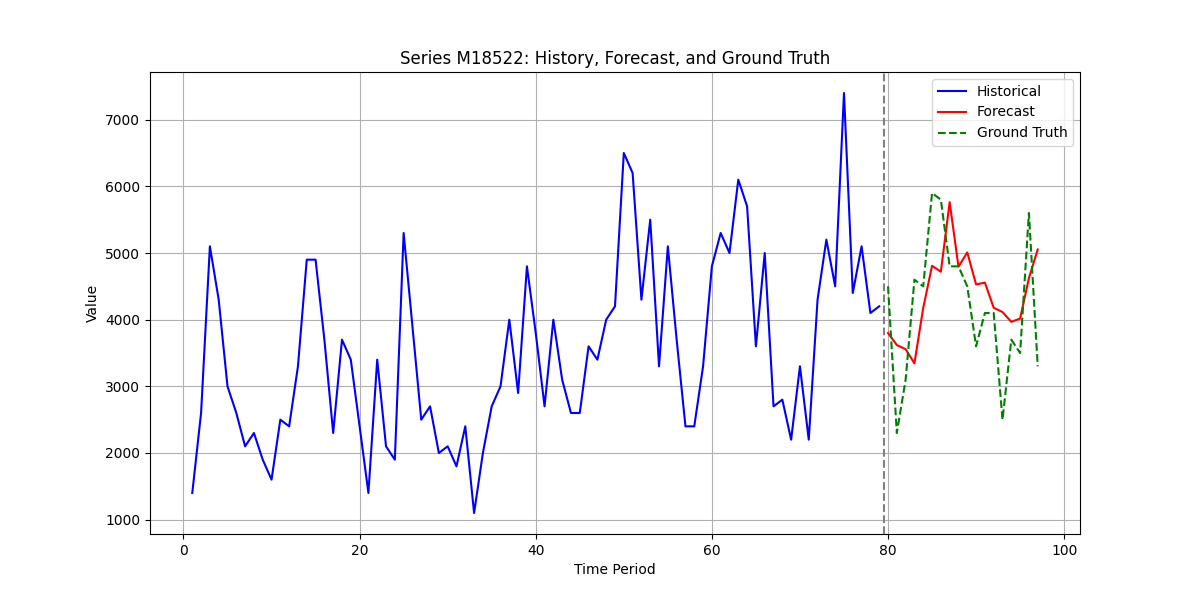 Series M18522: History, Forecast, and Ground Truth
Historical
Forecast
Ground Truth
7000
6000
5000
4000
3000
2000
1000
Value
0
20
40
60
80
100
Time Period